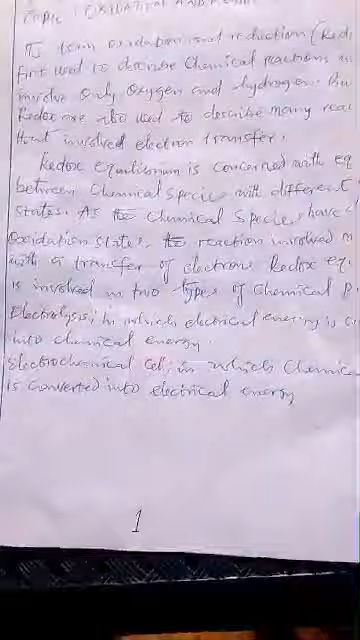 TOPIC: OXIDATION AND
The term oxidation and reduction (Red
first used to describe Chemical reactions
involve only oxygen and hydrogen. Bu
Redox are also used to describe many reac
that involved electron transfer.
Redox equilibrium is concerned with eq
between Chemical species with different
states. As the Chemical Species have d
oxidation states, the reaction involved
with a transfer of electrons Redox eq
is involved in two types of Chemical p
Electrolysis; in which electrical energy is c
into chemical energy.
Electrochemical Cell; in which Chemica
is converted into electrical energy
1